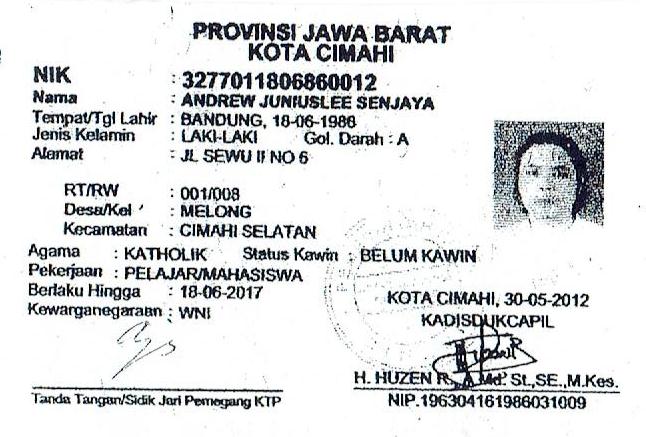 PROVINSI JAWA BARAT
KOTA CIMAHI
NIK : 3277011806860012
Nama : ANDREW JUNIUSLEE SENJAYA
Tempat/Tgl Lahir : BANDUNG, 18-06-1986
Jenis Kelamin : LAKI-LAKI Gol. Darah : A
Alamat : JL SEWU II NO 6
RT/RW : 001/008
Desa/Kel : MELONG
Kecamatan : CIMAHI SELATAN
Agama : KATHOLIK Status Kawin : BELUM KAWIN
Pekerjaan : PELAJAR/MAHASISWA
Berlaku Hingga : 18-06-2017
Kewarganegaraan : WNI
KOTA CIMAHI, 30-05-2012
KADISDUKCAPIL
H. HUZEN R., A.Md. St,SE.,M.Kes.
NIP.196304161986031009
Tanda Tangan/Sidik Jari Pemegang KTP